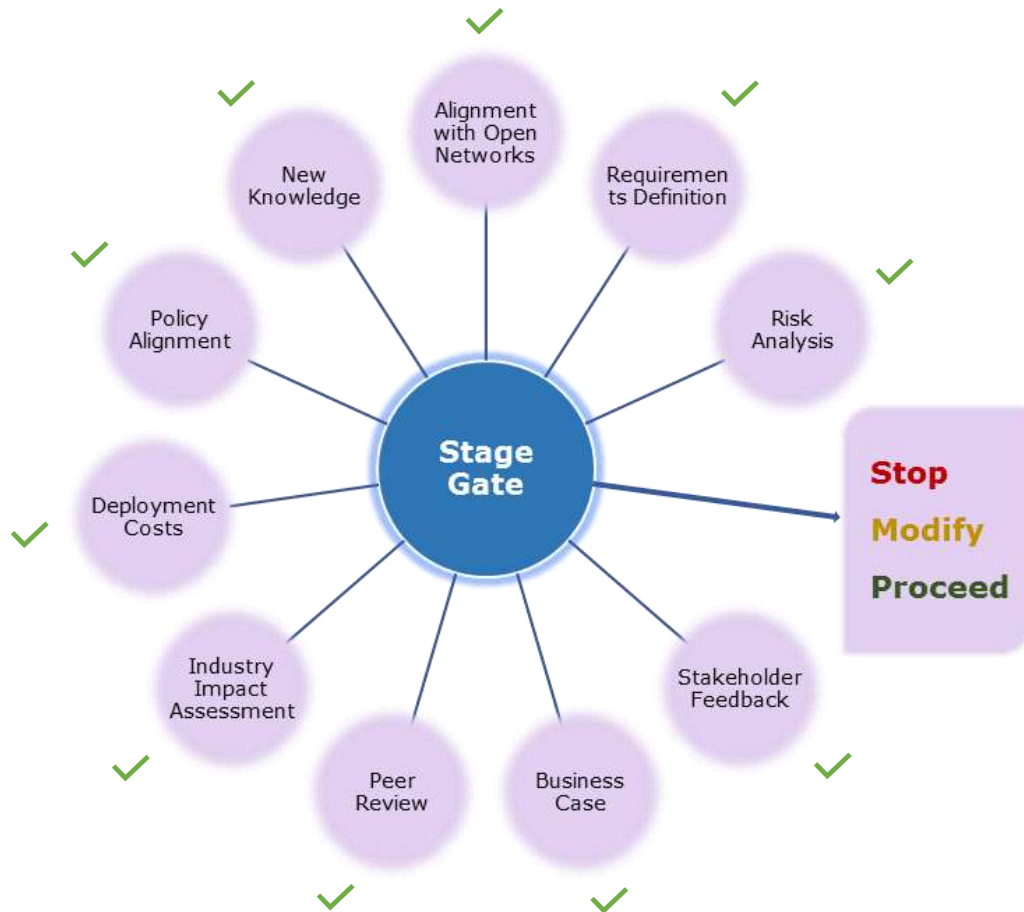 Alignment
with Open
Networks
New
Knowledge
Requiremen
ts Definition
Policy
Alignment
Risk
Analysis
Stage
Gate
Deployment
Costs
Stop
Modify
Proceed
Industry
Impact
Assessment
Stakeholder
Feedback
Peer
Review
Business
Case